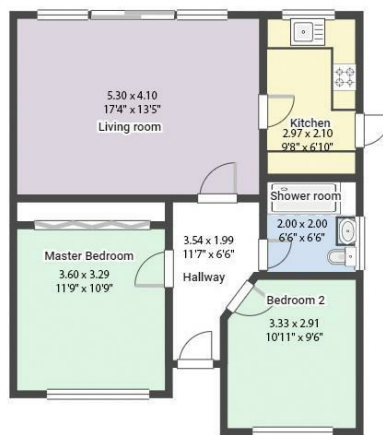 5.30 x 4.10
17'4" x 13'5"
Living room
Kitchen
2.97 x 2.10
9'8" x 6'10"
Shower room
2.00 x 2.00
6'6" x 6'6"
3.54 x 1.99
11'7" x 6'6"
Hallway
Master Bedroom
3.60 x 3.29
11'9" x 10'9"
Bedroom 2
3.33 x 2.91
10'11" x 9'6"